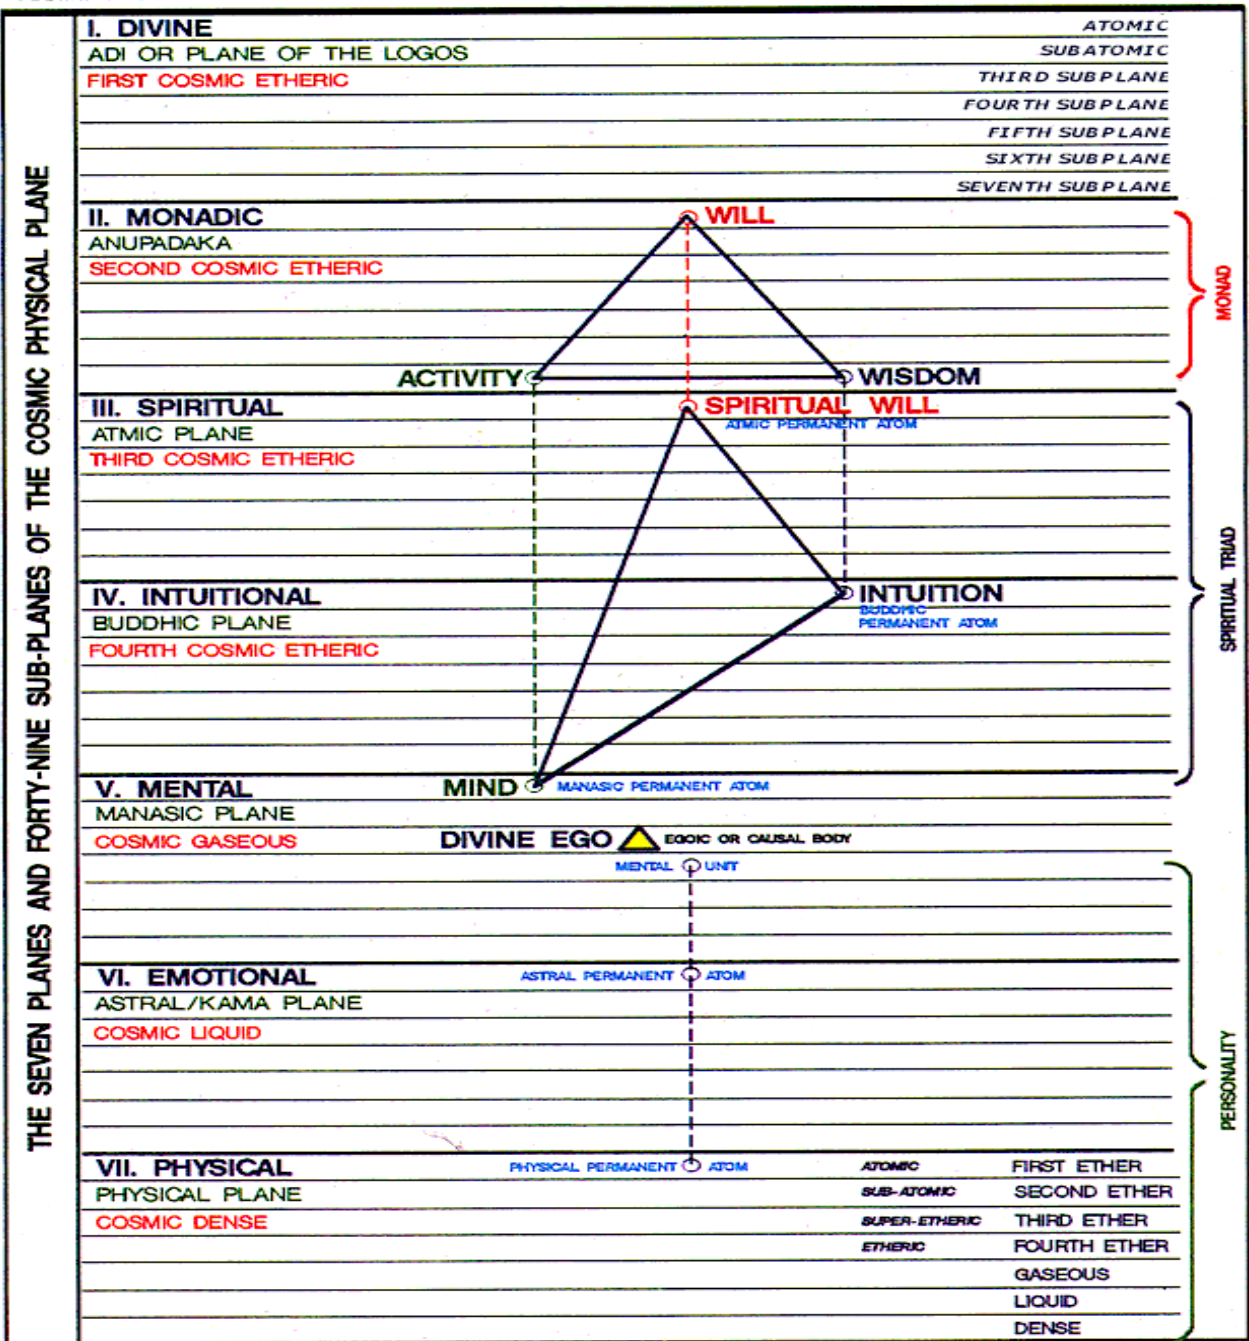 THE SEVEN PLANES AND FORTY-NINE SUB-PLANES OF THE COSMIC PHYSICAL PLANE
I. DIVINE
ATOMIC
ADI OR PLANE OF THE LOGOS
SUBATOMIC
FIRST COSMIC ETHERIC
THIRD SUBPLANE
FOURTH SUBPLANE
FIFTH SUBPLANE
SIXTH SUBPLANE
SEVENTH SUBPLANE
II. MONADIC
WILL
ANUPADAKA
SECOND COSMIC ETHERIC
MONAD
ACTIVITY
WISDOM
III. SPIRITUAL
SPIRITUAL WILL
ATMIC PERMANENT ATOM
ATMIC PLANE
THIRD COSMIC ETHERIC
SPIRITUAL TRIAD
IV. INTUITIONAL
INTUITION
BUDDHIC
PERMANENT ATOM
BUDDHIC PLANE
FOURTH COSMIC ETHERIC
V. MENTAL
MIND
MANASIC PERMANENT ATOM
MANASIC PLANE
COSMIC GASEOUS
DIVINE EGO
EGOIC OR CAUSAL BODY
MENTAL UNIT
VI. EMOTIONAL
ASTRAL PERMANENT ATOM
ASTRAL/KAMA PLANE
COSMIC LIQUID
PERSONALITY
VII. PHYSICAL
PHYSICAL PERMANENT ATOM
ATOMIC
FIRST ETHER
PHYSICAL PLANE
SUB-ATOMIC
SECOND ETHER
COSMIC DENSE
SUPER-ETHERIC
THIRD ETHER
ETHERIC
FOURTH ETHER
GASEOUS
LIQUID
DENSE